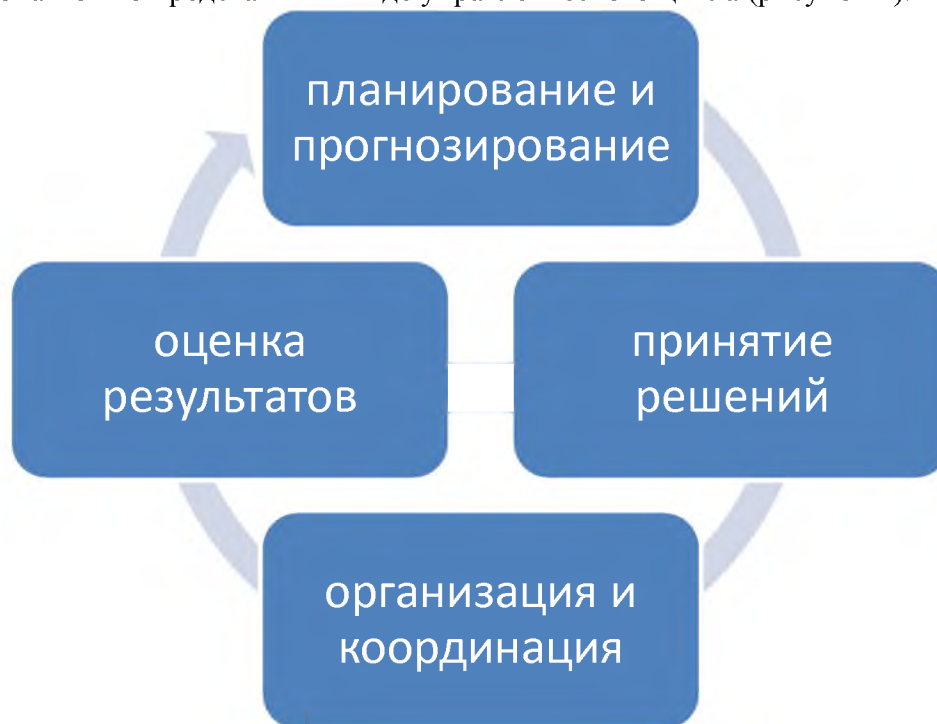 планирование и
прогнозирование
оценка
результатов
принятие
решений
организация и
координация